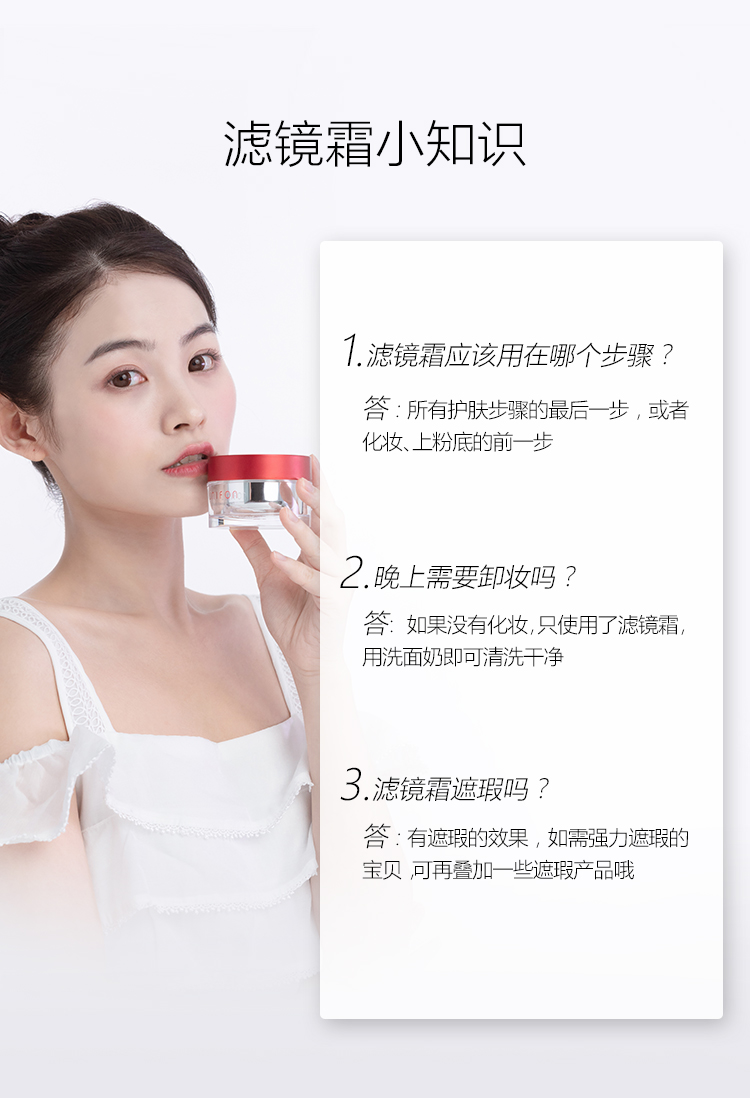 滤镜霜小知识
1.滤镜霜应该用在哪个步骤？
答：所有护肤步骤的最后一步，或者
化妆、上粉底的前一步
2.晚上需要卸妆吗？
答：如果没有化妆，只使用了滤镜霜，
用洗面奶即可清洗干净
3.滤镜霜遮瑕吗？
答：有遮瑕的效果，如需强力遮瑕的
宝贝，可再叠加一些遮瑕产品哦